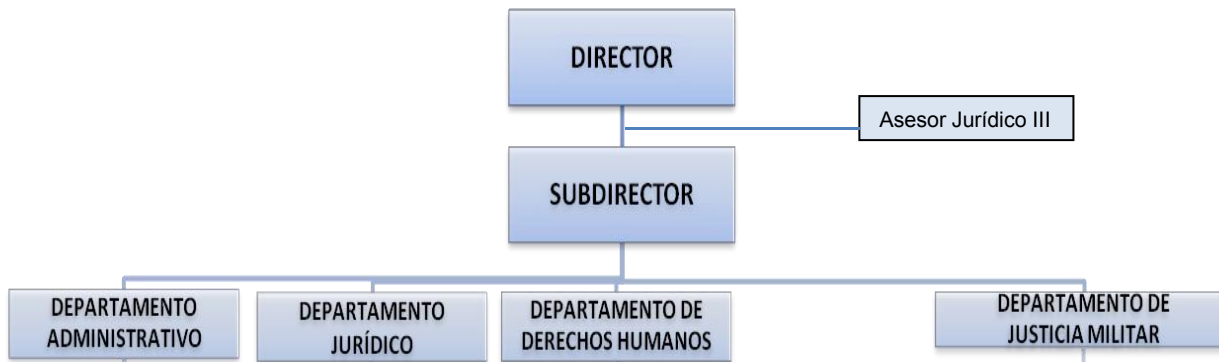 DIRECTOR
Asesor Jurídico III
SUBDIRECTOR
DEPARTAMENTO
ADMINISTRATIVO
DEPARTAMENTO
JURÍDICO
DEPARTAMENTO DE
DERECHOS HUMANOS
DEPARTAMENTO DE
JUSTICIA MILITAR